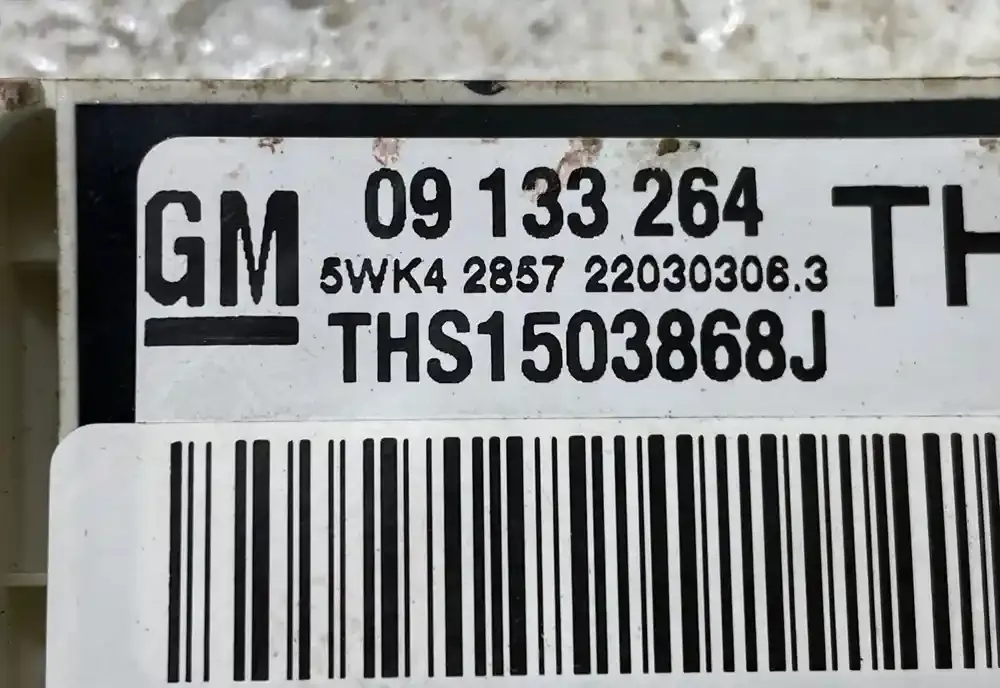 GM
09 133 264
5WK4 2857 22030306.3
THS1503868J
TH